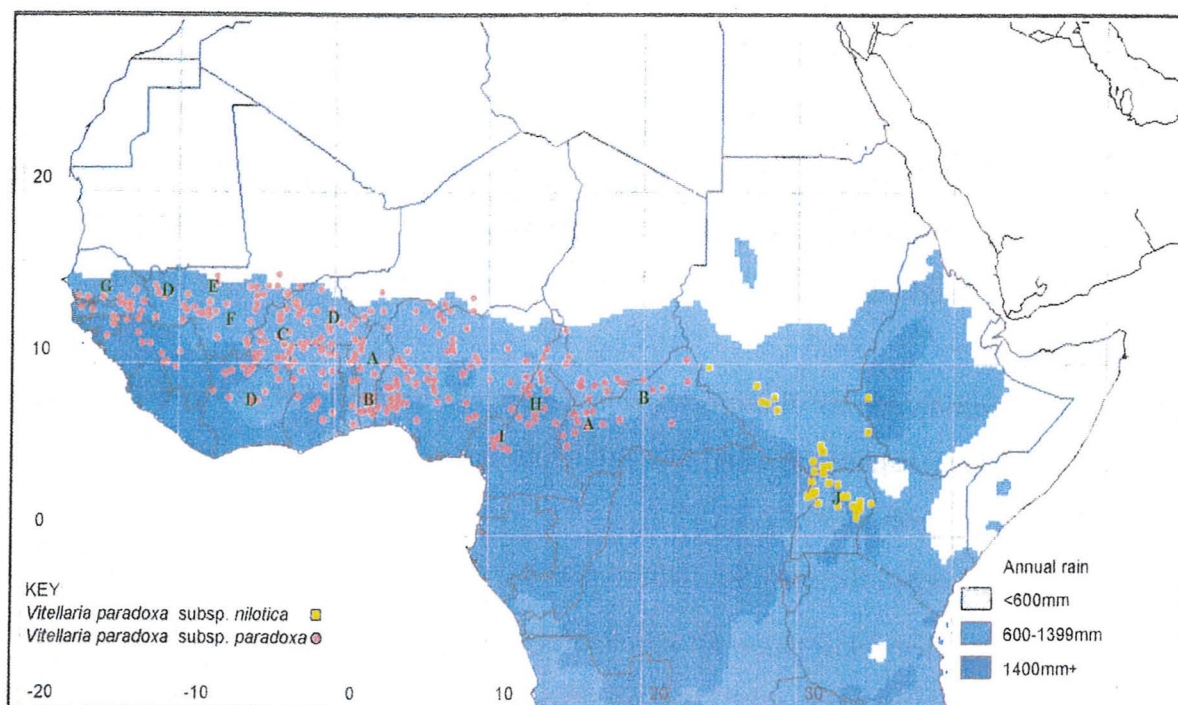 20
G
D
E
F
C
D
A
10
D
B
H
B
I
A
J
0
Annual rain
KEY
<600mm
Vitellaria paradoxa subsp. nilotica
600-1399mm
Vitellaria paradoxa subsp. paradoxa
1400mm+
-20
-10
0
10
20
30